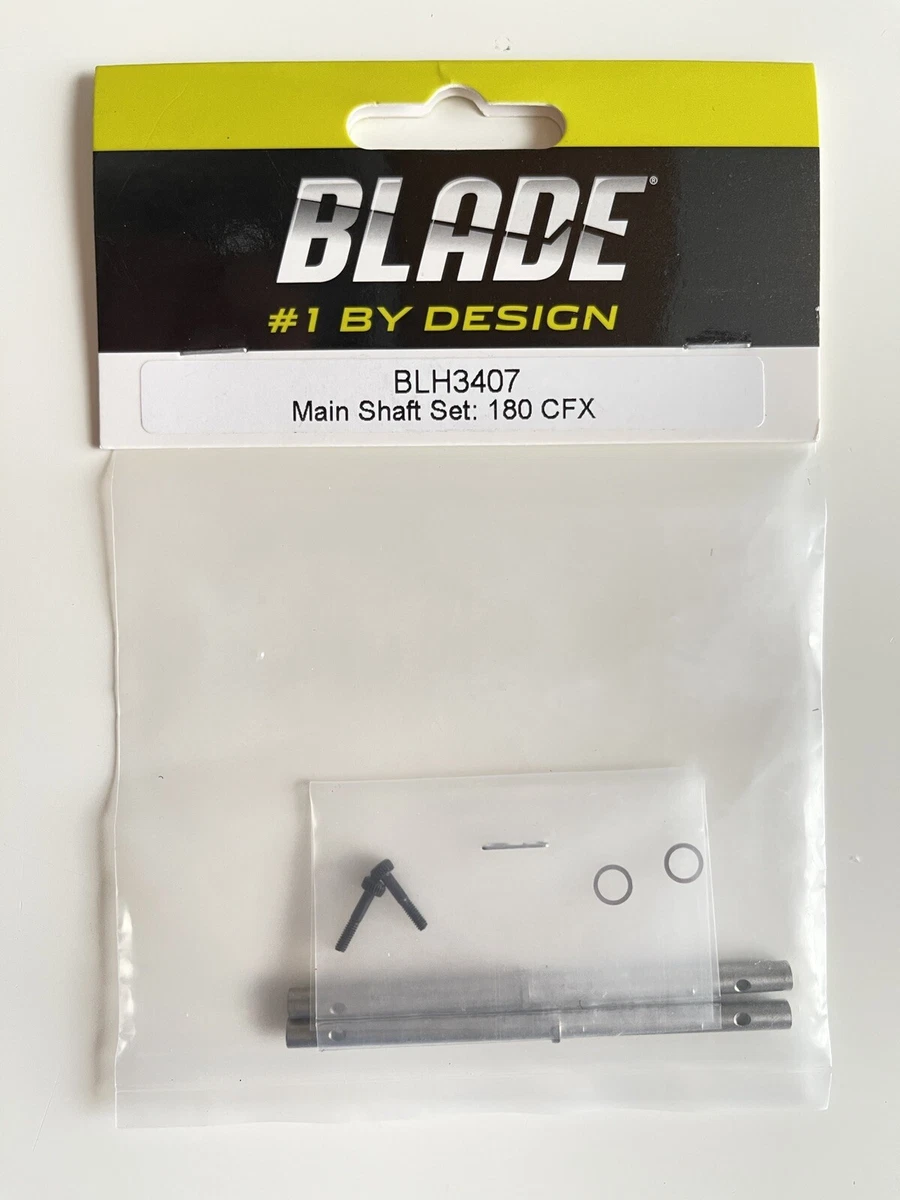 BLADE®
#1 BY DESIGN
BLH3407
Main Shaft Set: 180 CFX